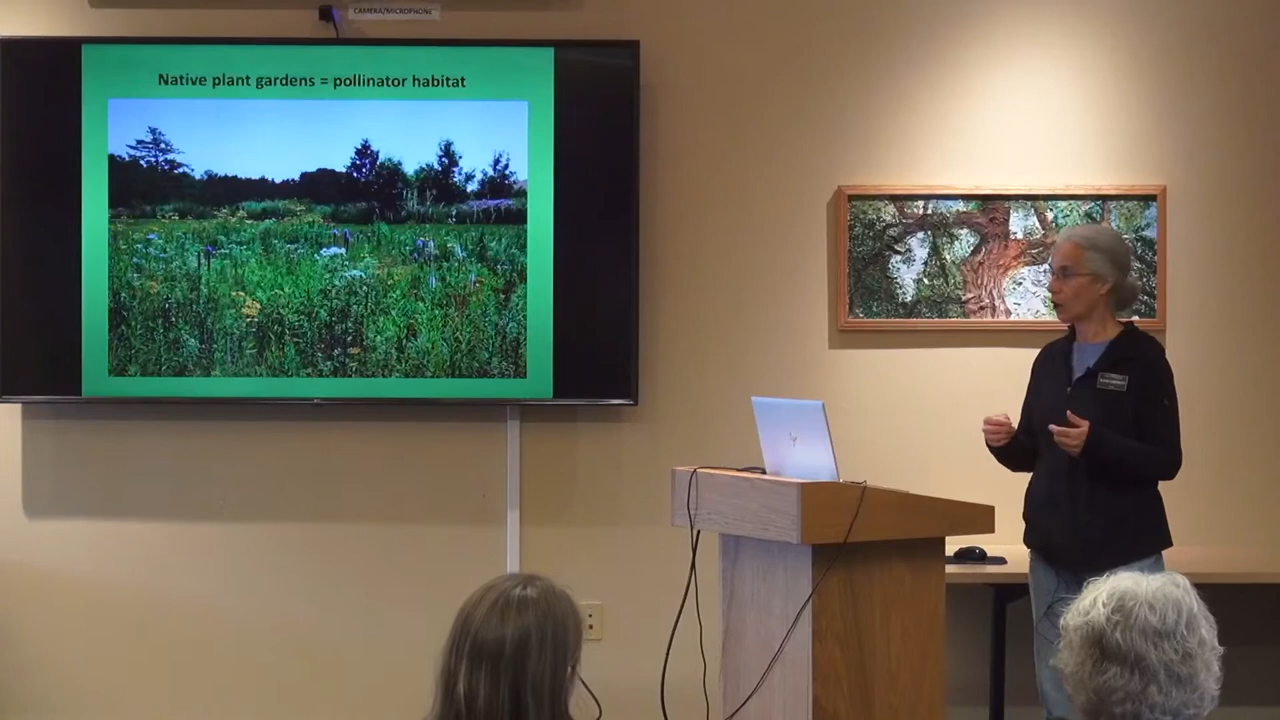 CAMERA/MICROPHONE
Native plant gardens = pollinator habitat